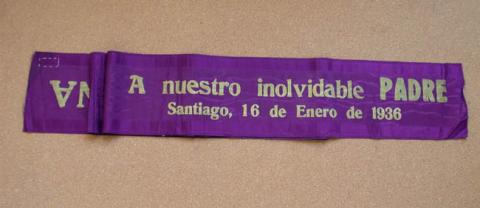 A nuestro inolvidable PADRE
Santiago, 16 de Enero de 1936